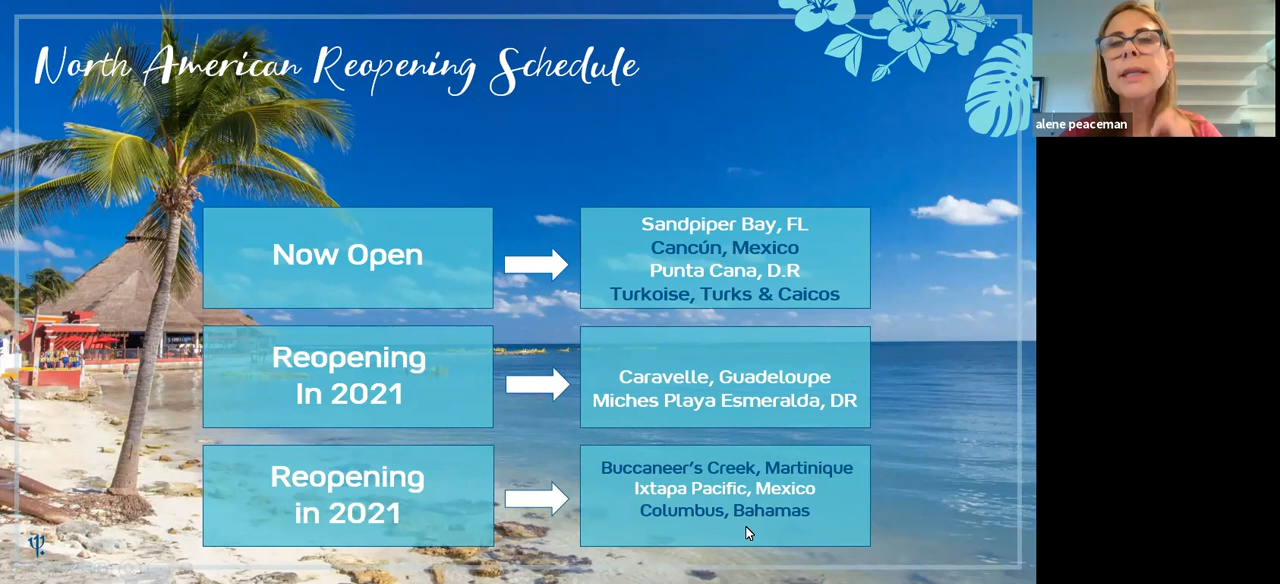 North American Reopening Schedule
alene peaceman
Now Open
Sandpiper Bay, FL
Cancún, Mexico
Punta Cana, D.R
Turkoise, Turks & Caicos
Reopening
In 2021
Caravelle, Guadeloupe
Miches Playa Esmeralda, DR
Reopening
in 2021
Buccaneer's Creek, Martinique
Ixtapa Pacific, Mexico
Columbus, Bahamas